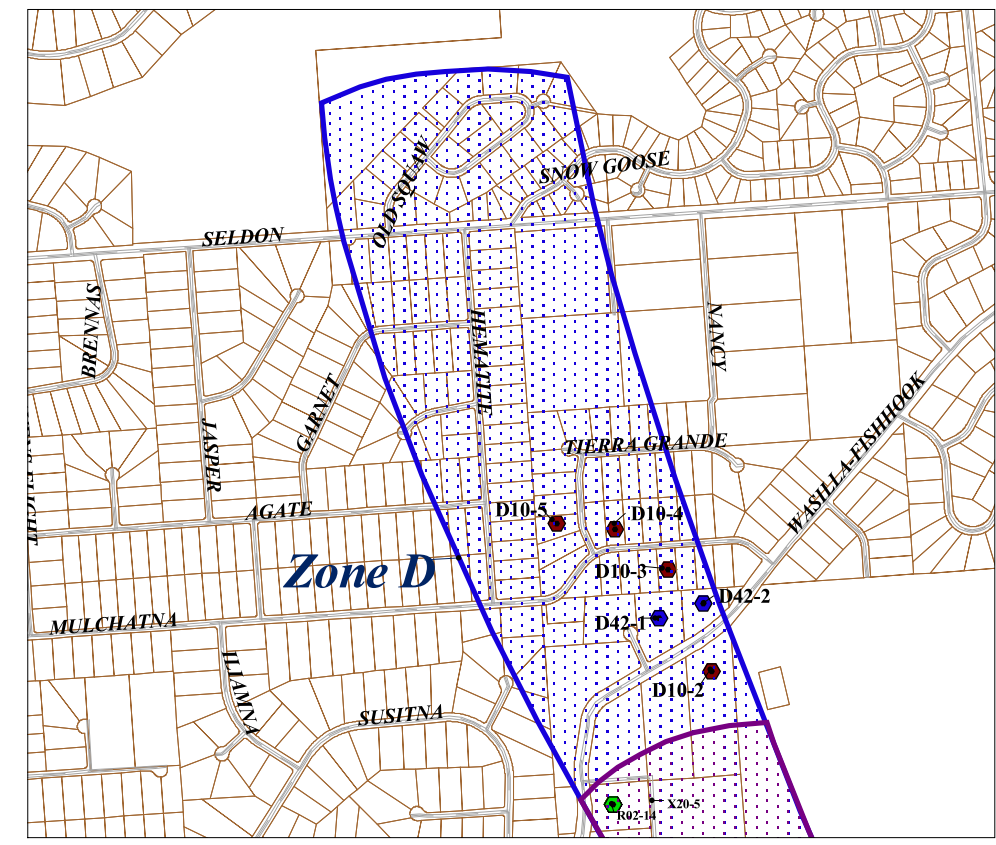 SNOW GOOSE
OLD SQUAW
SELDON
BRENNAS
HEMATITE
NANCY
GARNET
JASPER
TIERRA GRANDE
WASILLA-FISHHOOK
AGATE
D10-5
D10-4
Zone D
D10-3
D42-2
MULCHATNA
D42-1
ILIAMNA
D10-2
SUSITNA
X20-5
R02-14